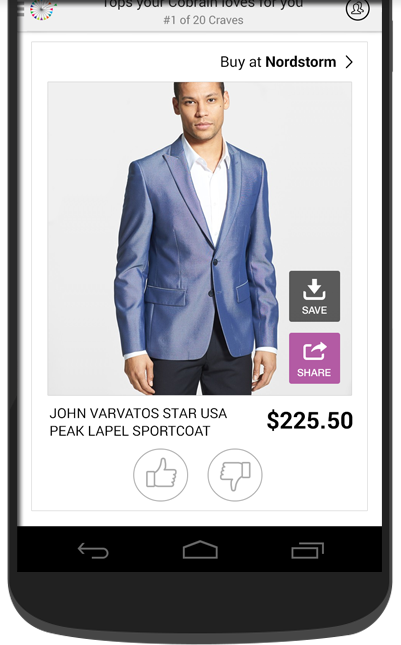 Tops your Cobrain loves for you
#1 of 20 Craves
Buy at Nordstorm
SAVE
SHARE
JOHN VARVATOS STAR USA
PEAK LAPEL SPORTCOAT
$225.50